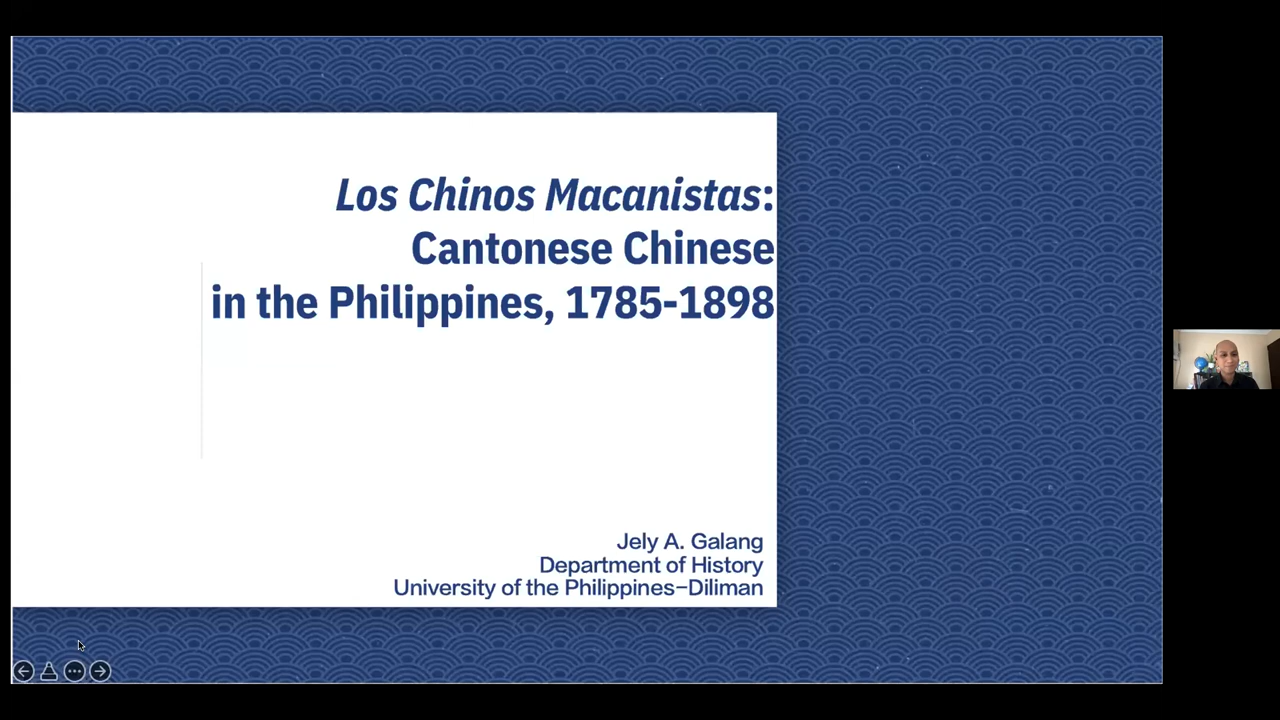 Los Chinos Macanistas:
Cantonese Chinese
in the Philippines, 1785-1898
Jely A. Galang
Department of History
University of the Philippines–Diliman